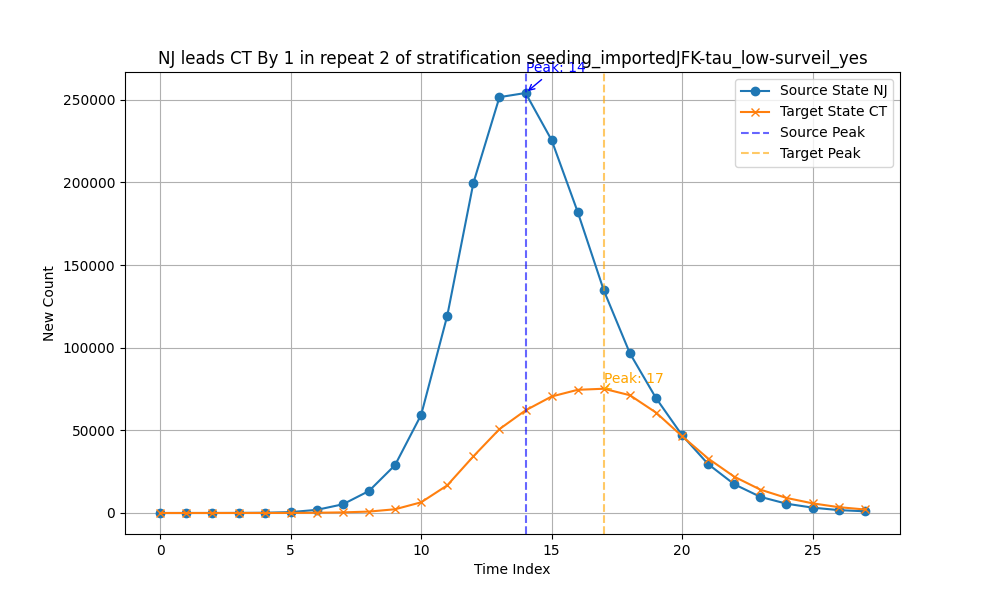 NJ leads CT By 1 in repeat 2 of stratification seeding_importedJFK-tau_low-surveil_yes
Peak: 14
Source State NJ
Target State CT
Source Peak
Target Peak
Peak: 17
250000
200000
150000
100000
50000
0
New Count
0 5 10 15 20 25
Time Index